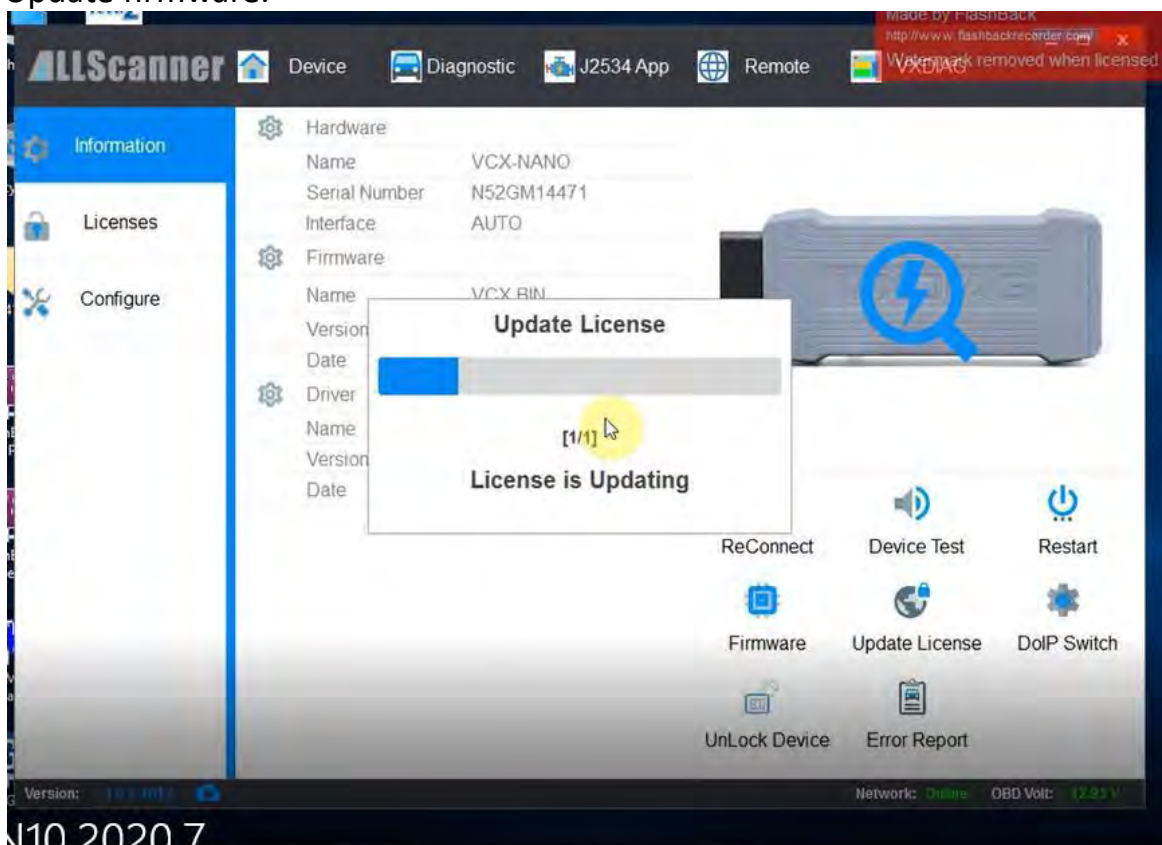 Update firmware.
Made by FlashBack
http://www.flashbackrecorder.com/
Watermark removed when licensed
ALLScanner
Device
Diagnostic
J2534 App
Remote
VXDIAG
Information
Licenses
Configure
Hardware
Name VCX-NANO
Serial Number N52GM14471
Interface AUTO
Firmware
Name VCX BIN
Version
Date
Driver
Name
Version
Date
Update License
[1/1]
License is Updating
ReConnect
Device Test
Restart
Firmware
Update License
DoIP Switch
UnLock Device
Error Report
Version:
Network: Online OBD Volt:
N10 2020.7